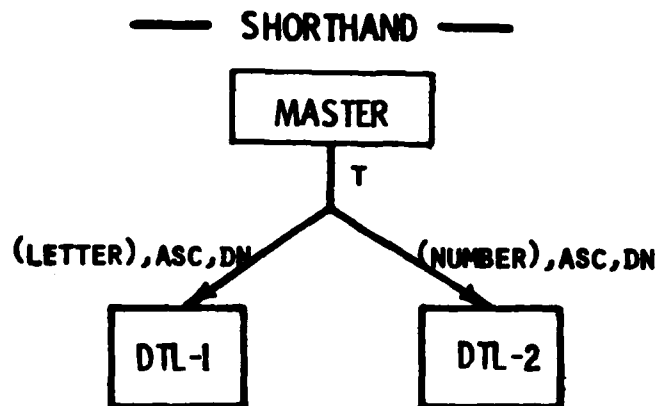 SHORTHAND
MASTER
T
(LETTER),ASC,DN
(NUMBER),ASC,DN
DTL-1
DTL-2